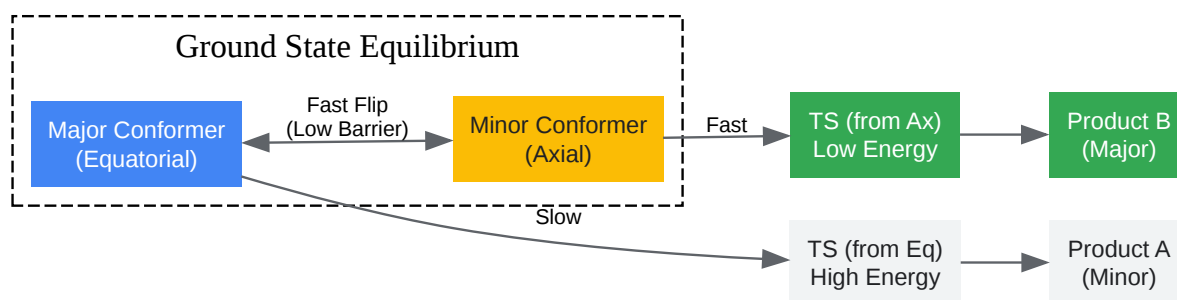 Ground State Equilibrium
Major Conformer
(Equatorial)
Fast Flip
(Low Barrier)
Minor Conformer
(Axial)
Fast
TS (from Ax)
Low Energy
Product B
(Major)
Slow
TS (from Eq)
High Energy
Product A
(Minor)